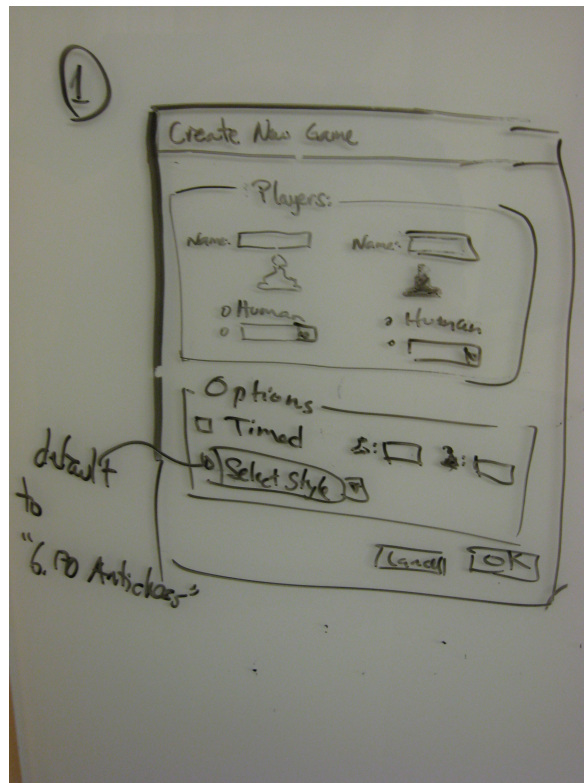 1
Create New Game
Players:
Name: Name:
Human Human
Options
Timed
Select Style
default
to
"6.170 Antichess"
Cancel OK